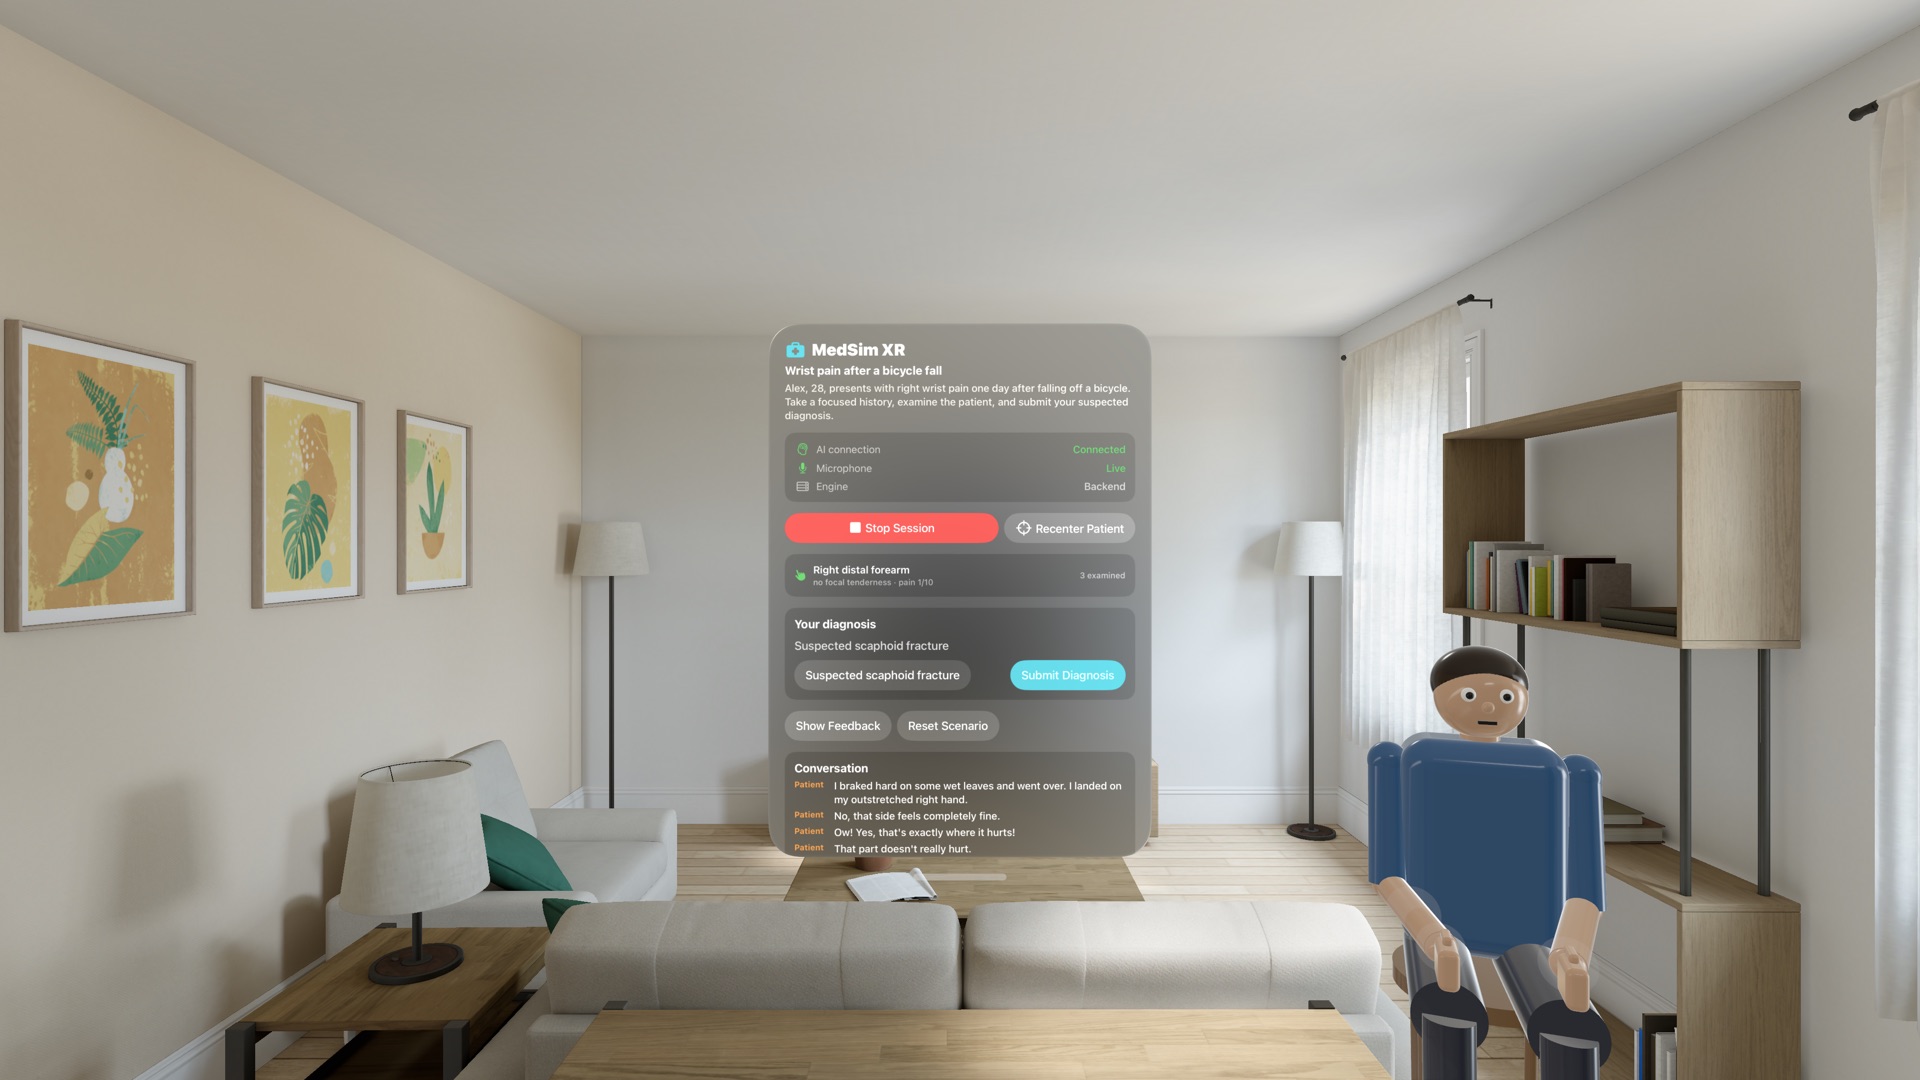 MedSim XR
Wrist pain after a bicycle fall
Alex, 28, presents with right wrist pain one day after falling off a bicycle.
Take a focused history, examine the patient, and submit your suspected
diagnosis.
AI connection Connected
Microphone Live
Engine Backend
Stop Session Recenter Patient
Right distal forearm
no focal tenderness · pain 1/10 3 examined
Your diagnosis
Suspected scaphoid fracture
Suspected scaphoid fracture Submit Diagnosis
Show Feedback Reset Scenario
Conversation
Patient I braked hard on some wet leaves and went over. I landed on
my outstretched right hand.
Patient No, that side feels completely fine.
Patient Ow! Yes, that's exactly where it hurts!
Patient That part doesn't really hurt.